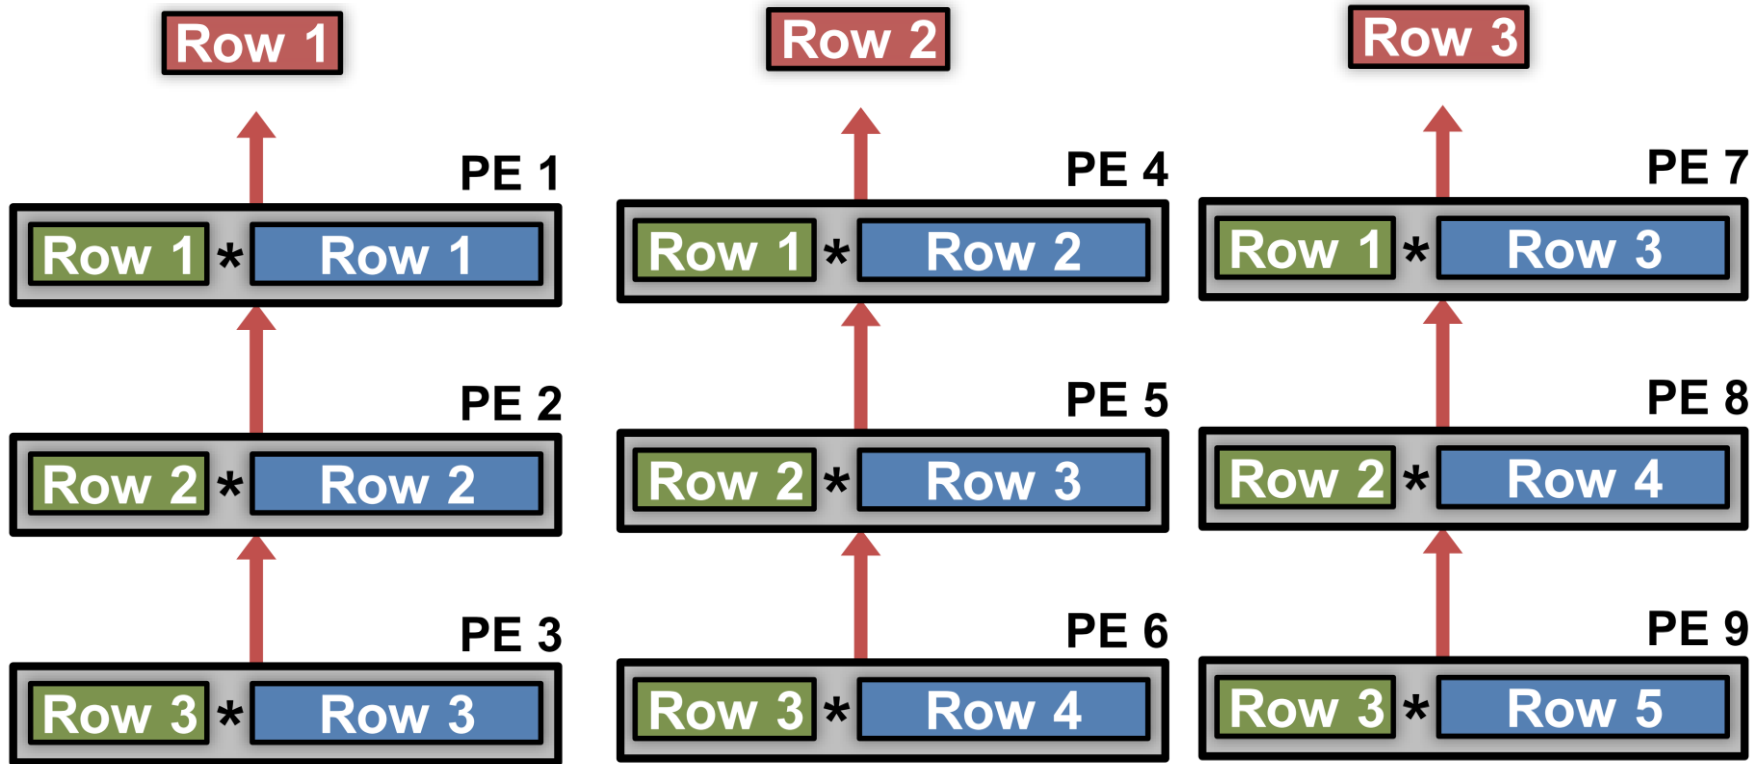 Row 1 Row 2 Row 3
PE 1 PE 4 PE 7
Row 1 * Row 1 Row 1 * Row 2 Row 1 * Row 3
PE 2 PE 5 PE 8
Row 2 * Row 2 Row 2 * Row 3 Row 2 * Row 4
PE 3 PE 6 PE 9
Row 3 * Row 3 Row 3 * Row 4 Row 3 * Row 5